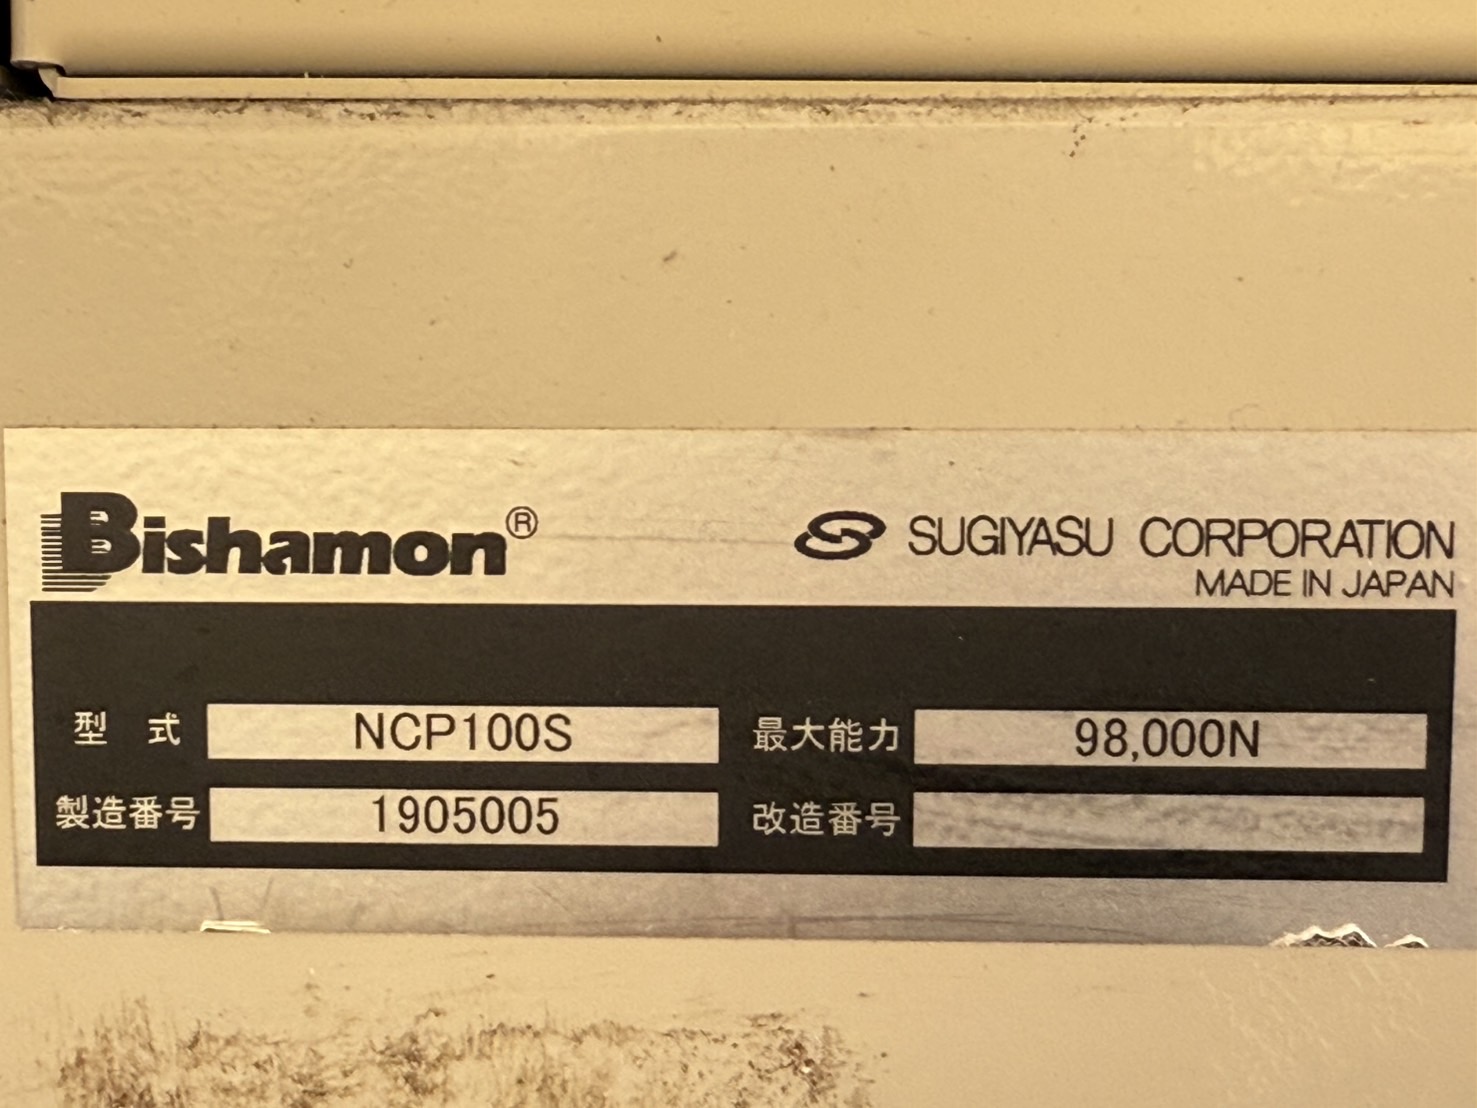 Bishamon®
SUGIYASU CORPORATION
MADE IN JAPAN
型 式 NCP100S 最大能力 98,000N
製造番号 1905005 改造番号